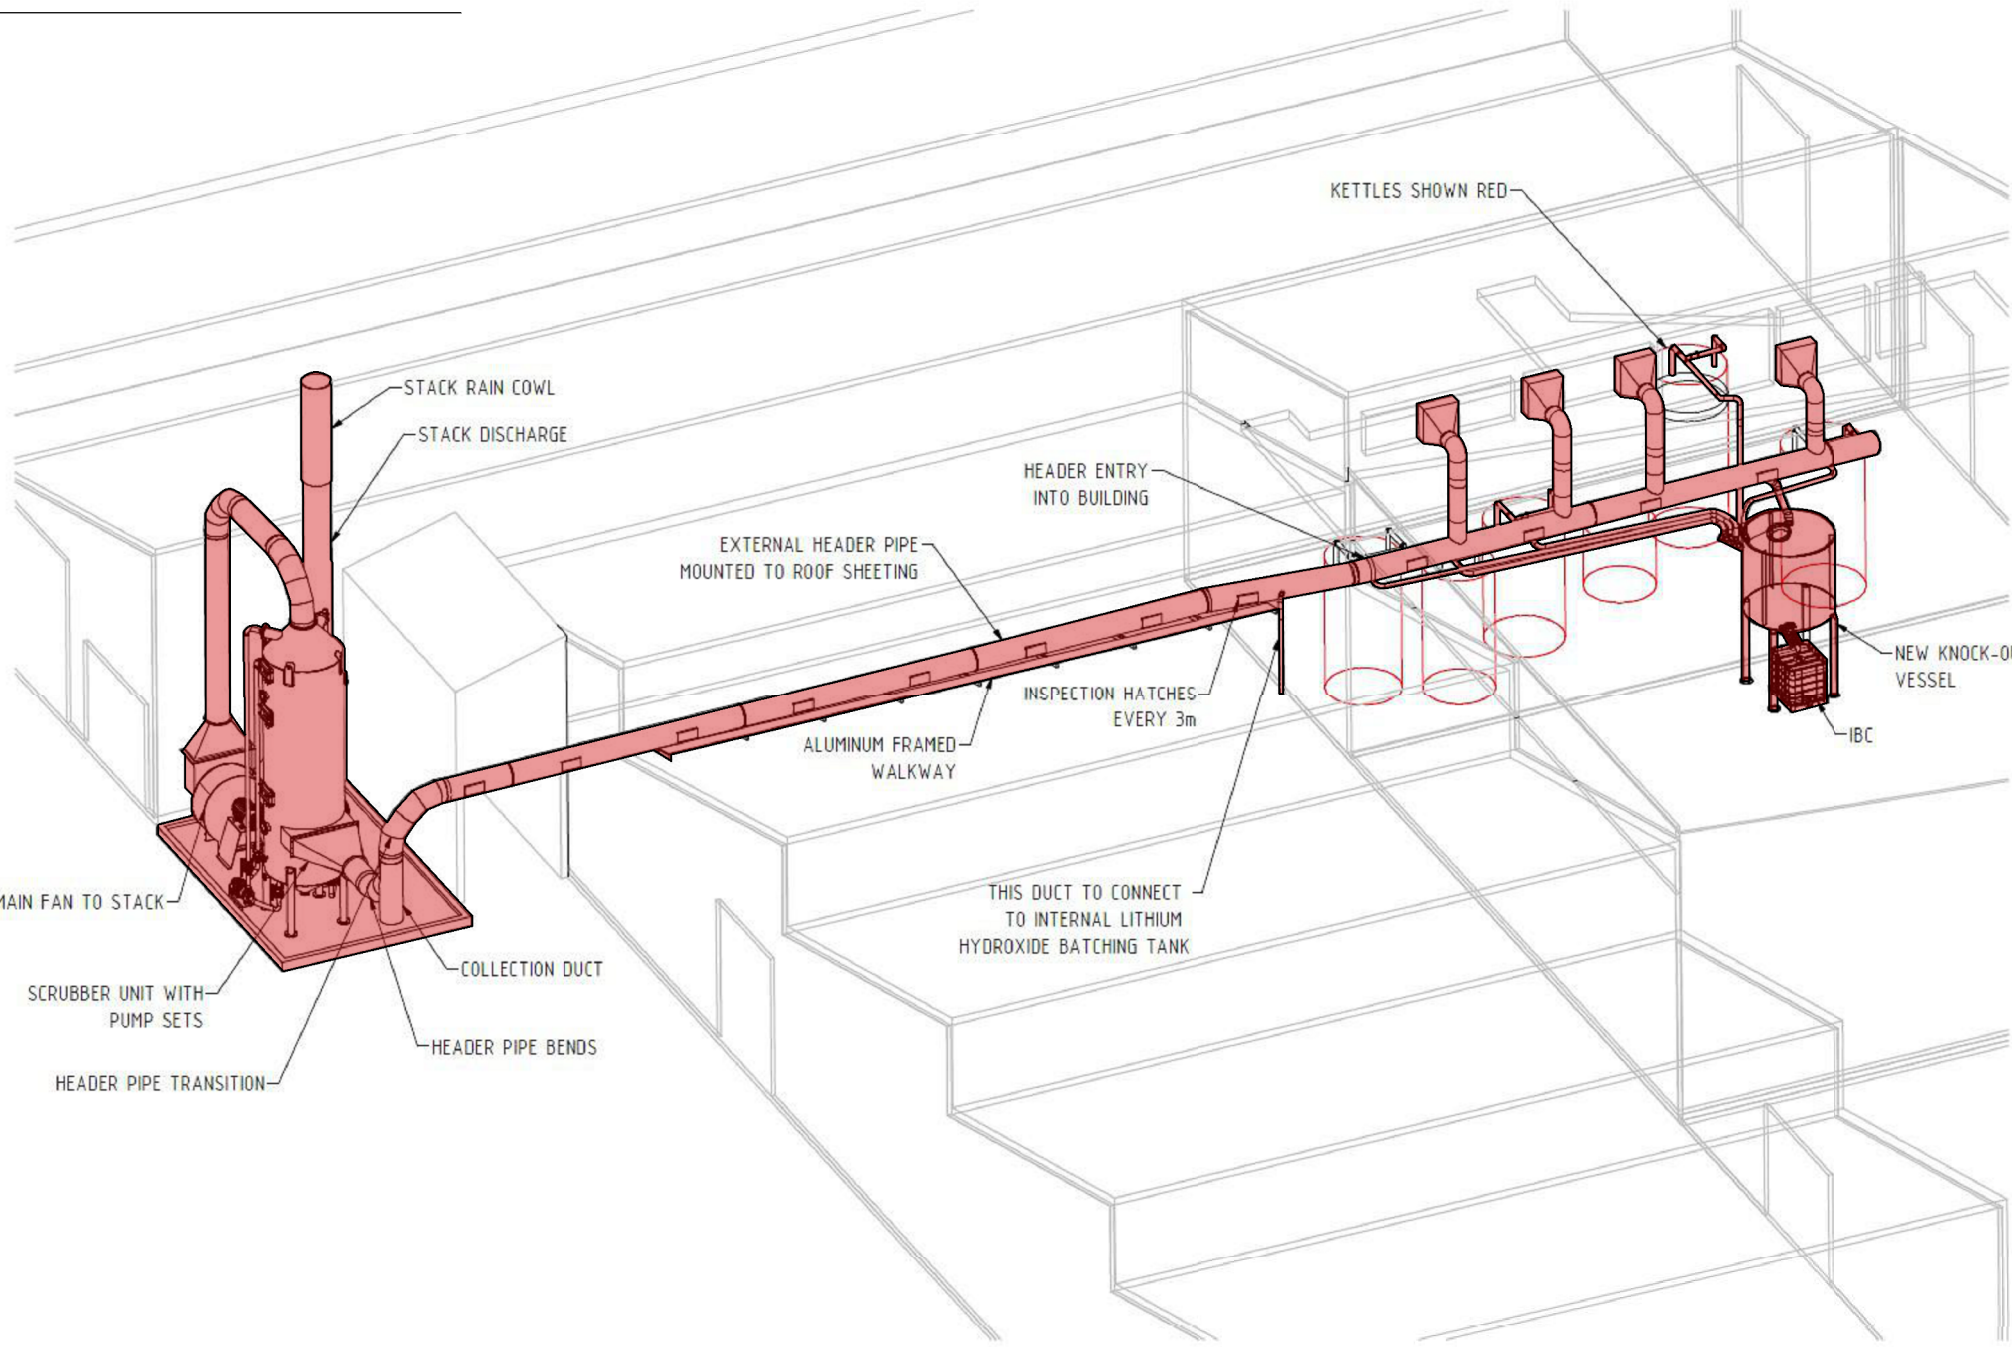 KETTLES SHOWN RED
STACK RAIN COWL
STACK DISCHARGE
HEADER ENTRY
INTO BUILDING
EXTERNAL HEADER PIPE
MOUNTED TO ROOF SHEETING
NEW KNOCK-OU
VESSEL
INSPECTION HATCHES
EVERY 3m
IBC
ALUMINUM FRAMED
WALKWAY
MAIN FAN TO STACK
THIS DUCT TO CONNECT
TO INTERNAL LITHIUM
HYDROXIDE BATCHING TANK
COLLECTION DUCT
SCRUBBER UNIT WITH
PUMP SETS
HEADER PIPE BENDS
HEADER PIPE TRANSITION